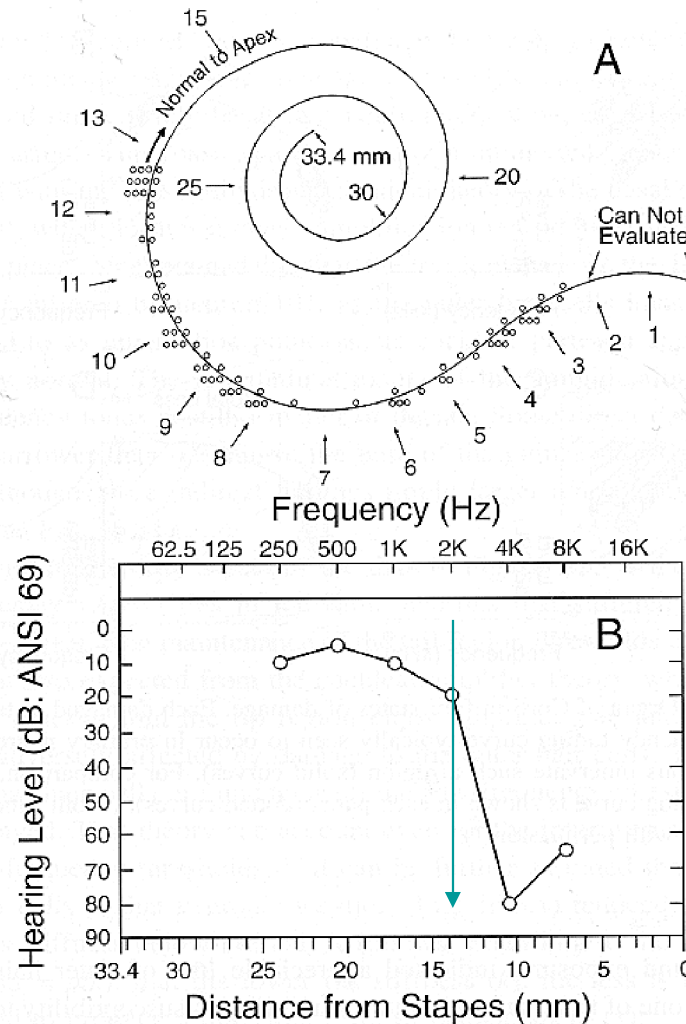 15
A
Normal to Apex
13
33.4 mm
25
30
20
12
Can Not
Evaluate
11
1
2
10
3
4
9
5
8
6
7
Frequency (Hz)
62.5 125 250 500 1K 2K 4K 8K 16K
Hearing Level (dB: ANSI 69)
B
0
10
20
30
40
50
60
70
80
90
33.4 30 25 20 15 10 5 0
Distance from Stapes (mm)